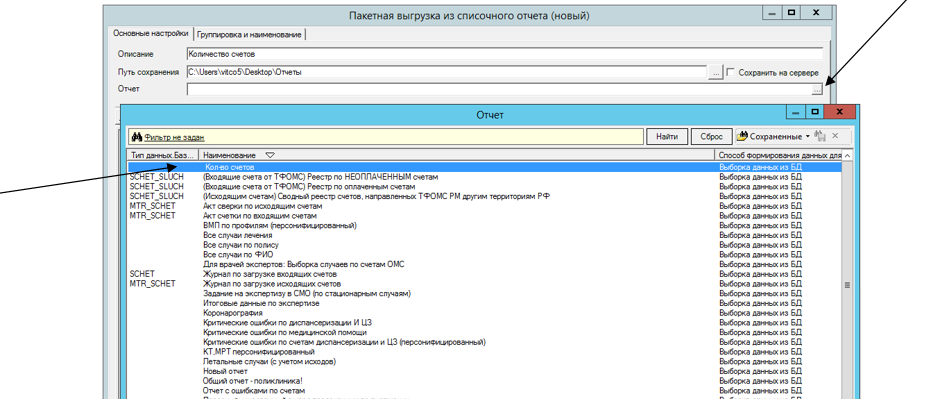 Пакетная выгрузка из списочного отчета (новый)
Основные настройки Группировка и наименование
Описание Количество счетов
Путь сохранения C:\Users\vitco5\Desktop\Отчеты ... Сохранить на сервере
Отчет ...
Отчет
Фильтр не задан Найти Сброс Сохраненные
Тип данных.Баз... Наименование Способ формирования данных для
Кол-во счетов Выборка данных из БД
SCHET_SLUCH (Входящие счета от ТФОМС) Реестр по НЕОПЛАЧЕННЫМ счетам Выборка данных из БД
SCHET_SLUCH (Входящие счета от ТФОМС) Реестр по оплаченным счетам Выборка данных из БД
SCHET_SLUCH (Исходящим счетам) Сводный реестр счетов, направленных ТФОМС РМ другим территориям РФ Выборка данных из БД
MTR_SCHET Акт сверки по исходящим счетам Выборка данных из БД
MTR_SCHET Акт счетки по входящим счетам Выборка данных из БД
ВМП по профилям (персонифицированный) Выборка данных из БД
Все случаи лечения Выборка данных из БД
Все случаи по полису Выборка данных из БД
Все случаи по ФИО Выборка данных из БД
Для врачей экспертов: Выборка случаев по счетам ОМС Выборка данных из БД
SCHET Журнал по загрузке входящих счетов Выборка данных из БД
MTR_SCHET Журнал по загрузке исходящих счетов Выборка данных из БД
Задание на экспертизу в СМО (по стационарным случаям) Выборка данных из БД
Итоговые данные по экспертизе Выборка данных из БД
Коронарография Выборка данных из БД
Критические ошибки по диспансеризации И ЦЗ Выборка данных из БД
Критические ошибки по медицинской помощи Выборка данных из БД
Критические ошибки по счетам диспансеризации и ЦЗ (персонифицированный) Выборка данных из БД
КТ,МРТ персонифицированный Выборка данных из БД
Летальные случаи (с учетом исходов) Выборка данных из БД
Новый отчет Выборка данных из БД
Общий отчет - поликлиника! Выборка данных из БД
Отчет с ошибками по счетам Выборка данных из БД